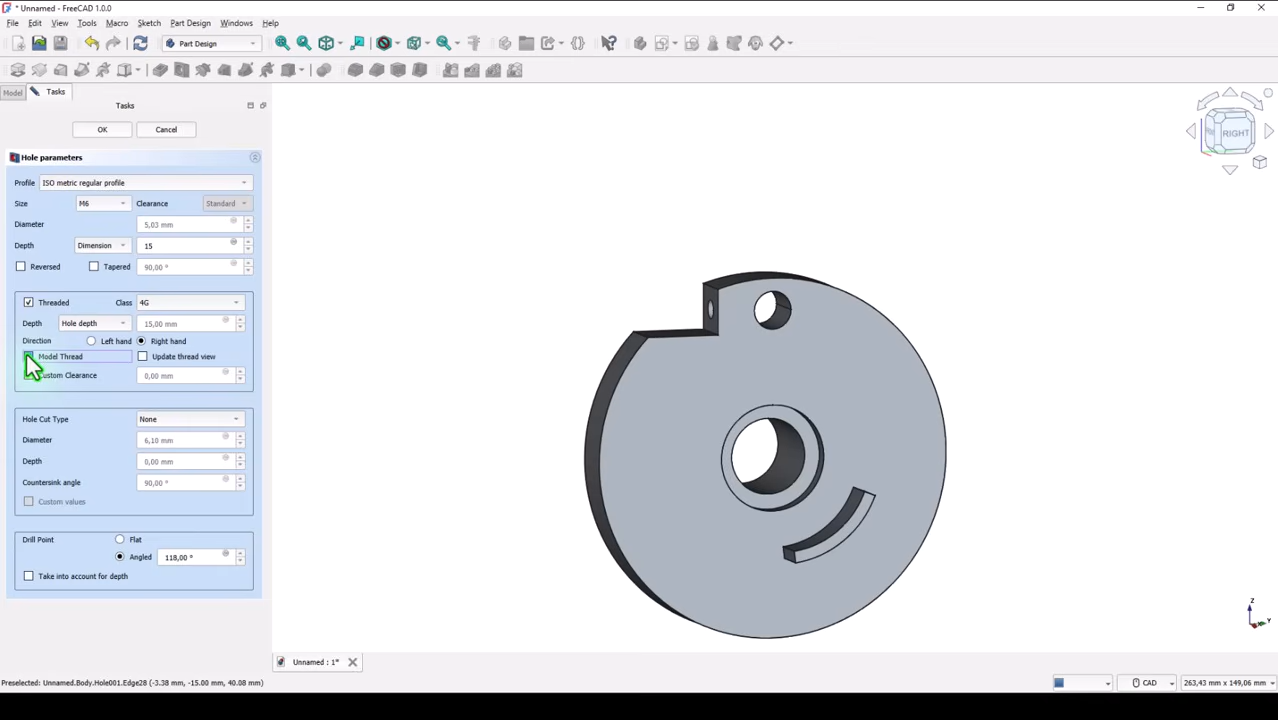 * Unnamed - FreeCAD 1.0.0
File Edit View Tools Macro Sketch Part Design Windows Help
Part Design
Model Tasks
Tasks
OK Cancel
Hole parameters
Profile ISO metric regular profile
Size M6 Clearance Standard
Diameter 5,03 mm
Depth Dimension 15
Reversed Tapered 90,00 °
Threaded Class 4G
Depth Hole depth 15,00 mm
Direction Left hand Right hand
Model Thread Update thread view
Clearance 0,00 mm
Hole Cut Type None
Diameter 6,10 mm
Depth 0,00 mm
Countersink angle 90,00 °
Custom values
Drill Point Flat
Angled 118,00 °
Take into account for depth
RIGHT
Z
Y
Unnamed : 1*
Preselected: Unnamed.Body.Hole001.Edge28 (-3.38 mm, -15.00 mm, 40.08 mm) CAD 263,43 mm x 149,06 mm